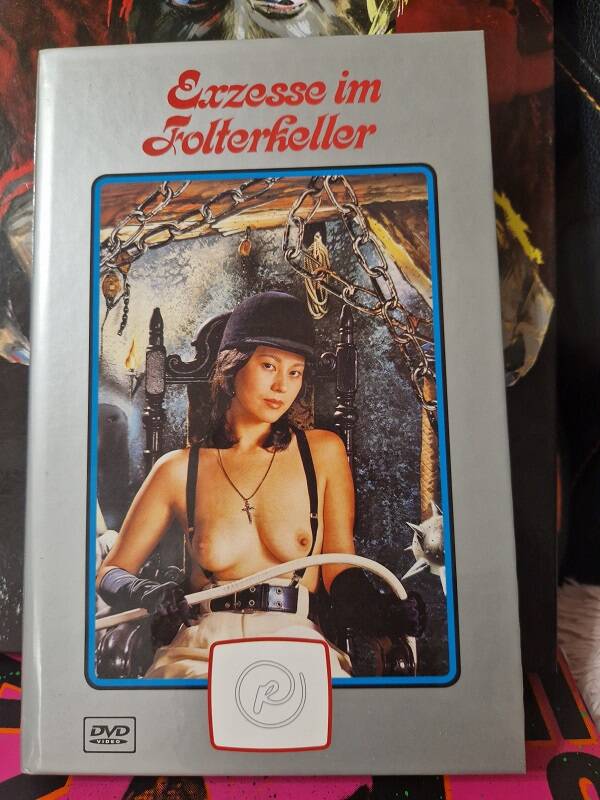 Exzesse im
Folterkeller
DVD
VIDEO
R